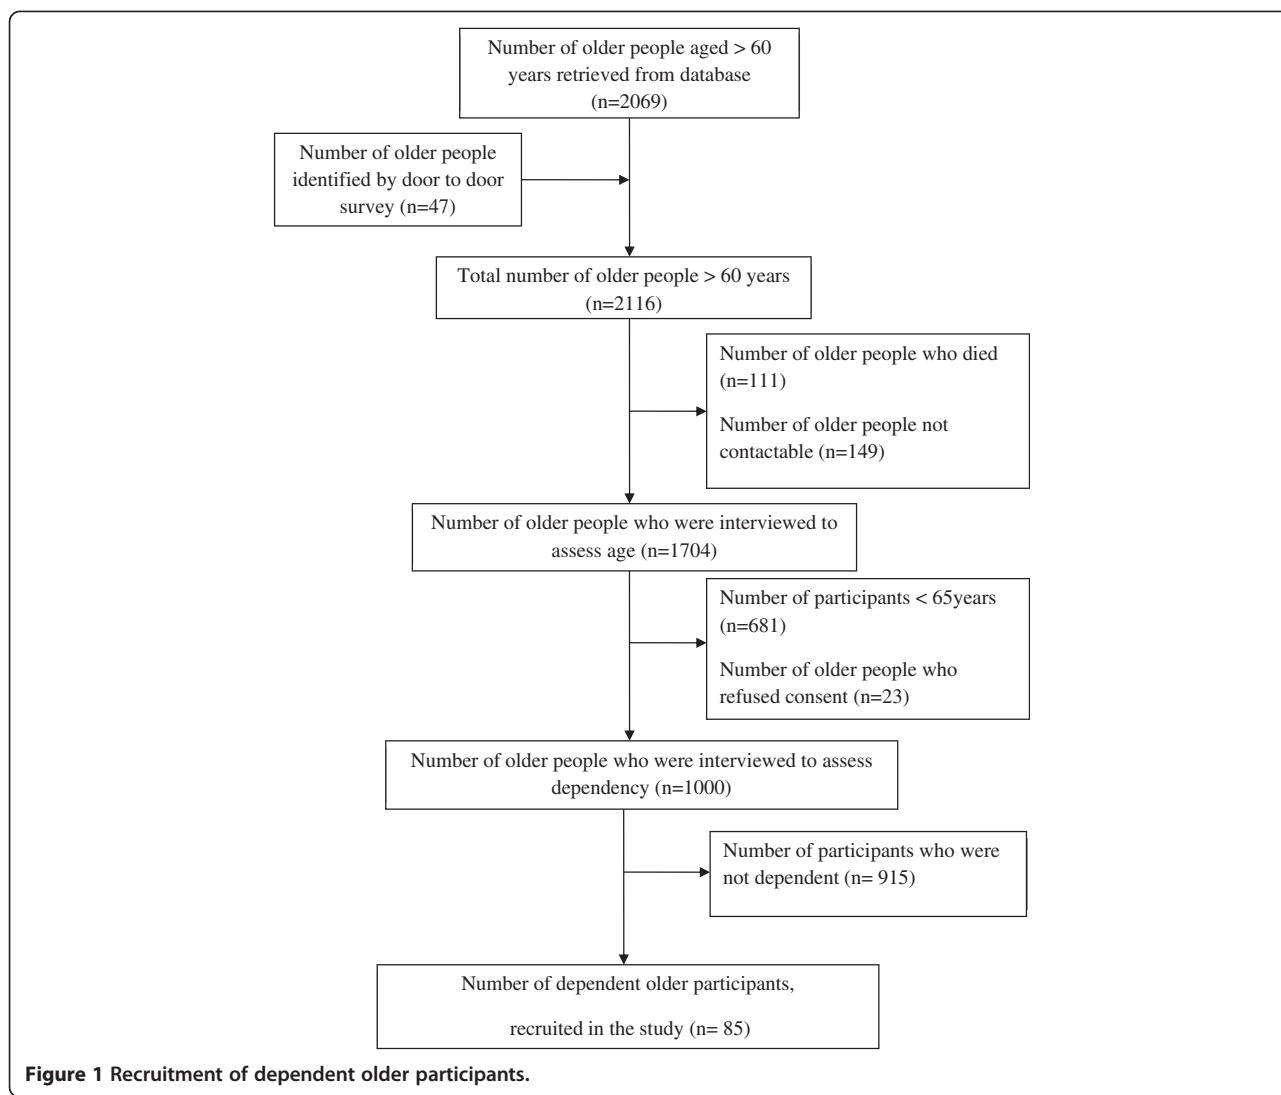 Number of older people aged > 60
years retrieved from database
(n=2069)
Number of older people
identified by door to door
survey (n=47)
Total number of older people > 60 years
(n=2116)
Number of older people who died
(n=111)
Number of older people not
contactable (n=149)
Number of older people who were interviewed to
assess age (n=1704)
Number of participants < 65years
(n=681)
Number of older people who
refused consent (n=23)
Number of older people who were interviewed to assess
dependency (n=1000)
Number of participants who were
not dependent (n= 915)
Number of dependent older participants,
recruited in the study (n= 85)
Figure 1 Recruitment of dependent older participants.